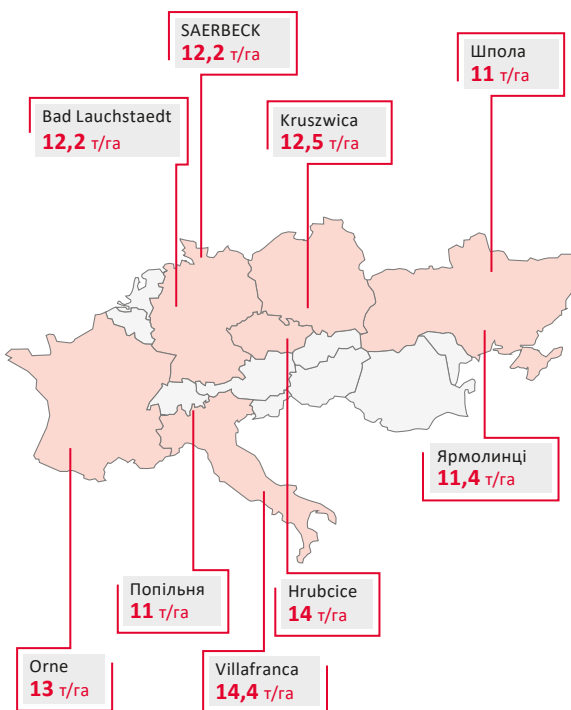 SAERBECK
12,2 т/га
Шпола
11 т/га
Bad Lauchstaedt
12,2 т/га
Kruszwica
12,5 т/га
Ярмолинці
11,4 т/га
Попільня
11 т/га
Hrubcice
14 т/га
Orne
13 т/га
Villafranca
14,4 т/га